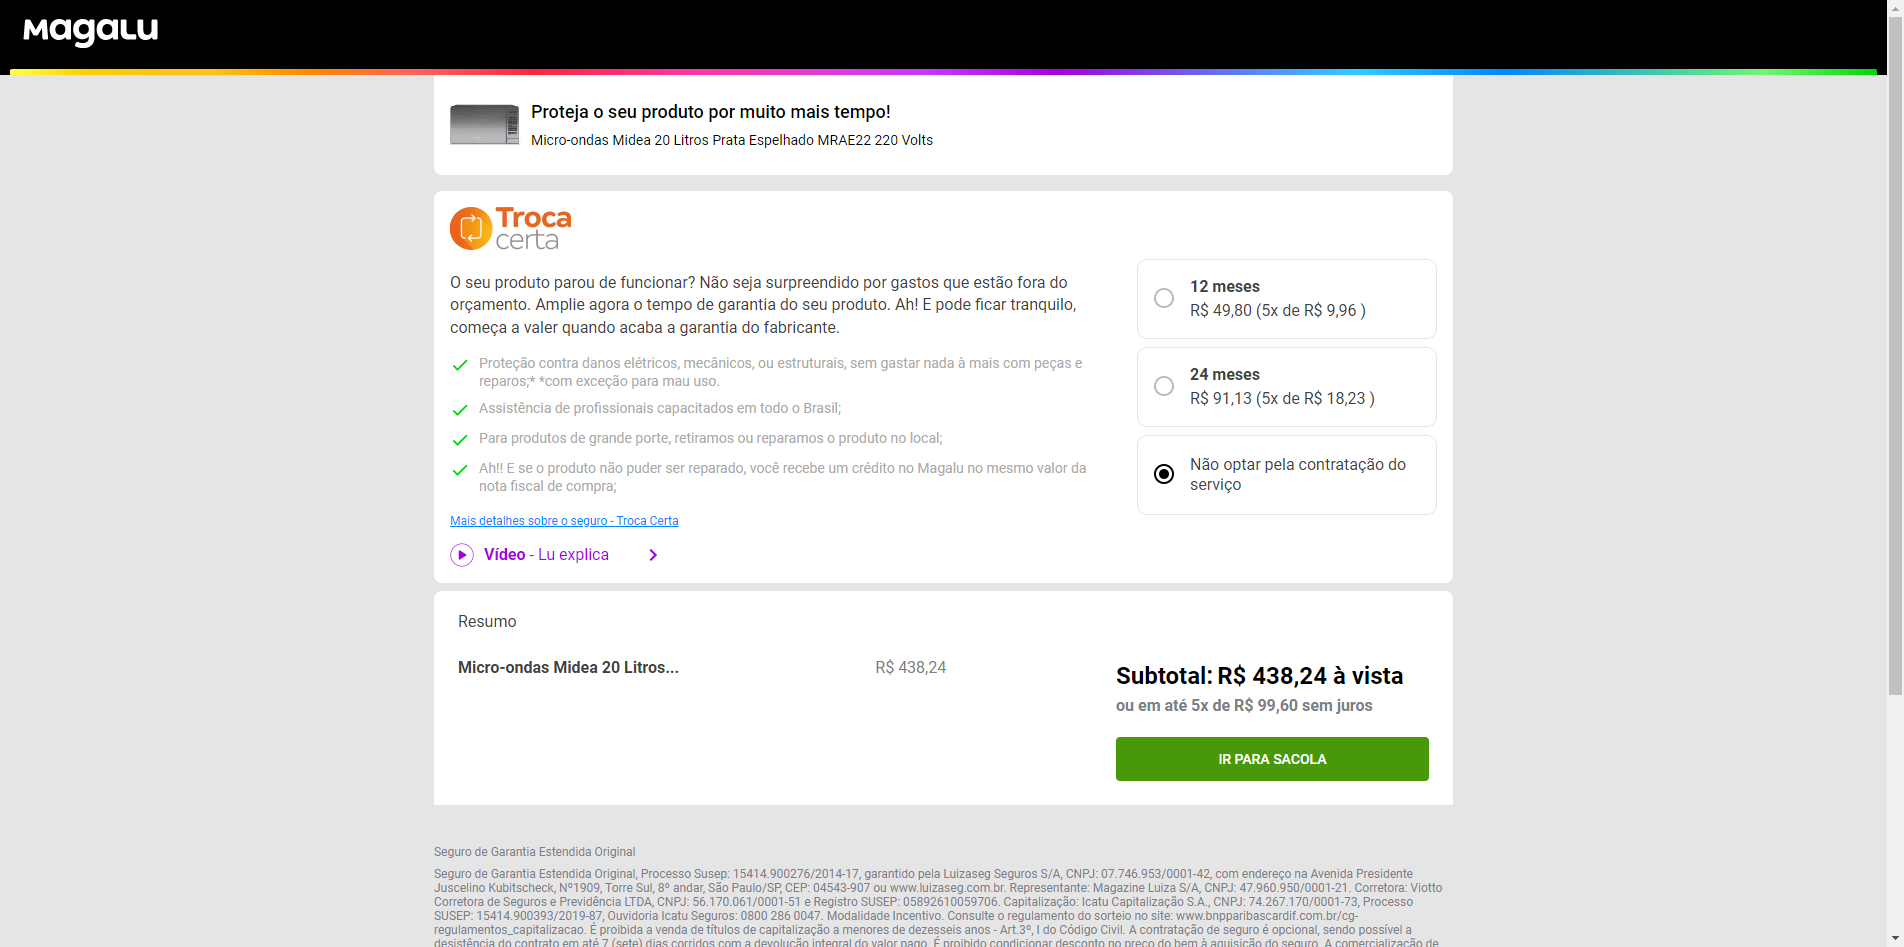 Magalu
Proteja o seu produto por muito mais tempo!
Micro-ondas Midea 20 Litros Prata Espelhado MRAE22 220 Volts
Troca
certa
O seu produto parou de funcionar? Não seja surpreendido por gastos que estão fora do
orçamento. Amplie agora o tempo de garantia do seu produto. Ah! E pode ficar tranquilo,
começa a valer quando acaba a garantia do fabricante.
Proteção contra danos elétricos, mecânicos, ou estruturais, sem gastar nada à mais com peças e
reparos;* *com exceção para mau uso.
Assistência de profissionais capacitados em todo o Brasil;
Para produtos de grande porte, retiramos ou reparamos o produto no local;
Ah!! E se o produto não puder ser reparado, você recebe um crédito no Magalu no mesmo valor da
nota fiscal de compra;
Mais detalhes sobre o seguro - Troca Certa
Vídeo - Lu explica
12 meses
R$ 49,80 (5x de R$ 9,96 )
24 meses
R$ 91,13 (5x de R$ 18,23 )
Não optar pela contratação do
serviço
Resumo
Micro-ondas Midea 20 Litros...
R$ 438,24
Subtotal: R$ 438,24 à vista
ou em até 5x de R$ 99,60 sem juros
IR PARA SACOLA
Seguro de Garantia Estendida Original
Seguro de Garantia Estendida Original, Processo Susep: 15414.900276/2014-17, garantido pela Luizaseg Seguros S/A, CNPJ: 07.746.953/0001-42, com endereço na Avenida Presidente
Juscelino Kubitscheck, Nº1909, Torre Sul, 8º andar, São Paulo/SP, CEP: 04543-907 ou www.luizaseg.com.br. Representante: Magazine Luiza S/A, CNPJ: 47.960.950/0001-21. Corretora: Viotto
Corretora de Seguros e Previdência LTDA, CNPJ: 56.170.061/0001-51 e Registro SUSEP: 05892610059706. Capitalização: Icatu Capitalização S.A., CNPJ: 74.267.170/0001-73, Processo
SUSEP: 15414.900393/2019-87, Ouvidoria Icatu Seguros: 0800 286 0047. Modalidade Incentivo. Consulte o regulamento do sorteio no site: www.bnpparibascardif.com.br/cg-
regulamentos_capitalizacao. É proibida a venda de títulos de capitalização a menores de dezesseis anos - Art.3º, I do Código Civil. A contratação de seguro é opcional, sendo possível a
desistência do contrato em até 7 (sete) dias corridos com a devolução integral do valor pago. É proibido condicionar desconto no preço do bem à aquisição do seguro. A comercialização de